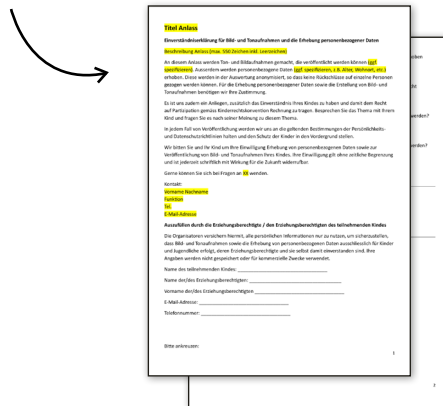 Titel Anlass
Einverständniserklärung für Bild- und Tonaufnahmen und die Erhebung personenbezogener Daten
Beschreibung Anlass (max. 550 Zeichen inkl. Leerzeichen)
An diesem Anlass werden Ton- und Bildaufnahmen gemacht, die veröffentlicht werden können (ggf.
spezifizieren). Ausserdem werden personenbezogene Daten (ggf. spezifizieren, z.B. Alter, Wohnort, etc.)
erhoben. Diese werden in der Auswertung anonymisiert, so dass keine Rückschlüsse auf einzelne Personen
gezogen werden können. Für die Erhebung personenbezogener Daten sowie die Erstellung von Bild- und
Tonaufnahmen benötigen wir Ihre Zustimmung.
Es ist uns zudem ein Anliegen, zusätzlich das Einverständnis Ihres Kindes zu haben und damit dem Recht
auf Partizipation gemäss Kinderrechtskonvention Rechnung zu tragen. Besprechen Sie das Thema mit Ihrem
Kind und fragen Sie es nach seiner Meinung zu diesem Thema.
In jedem Fall von Veröffentlichung werden wir uns an die geltenden Bestimmungen der Persönlichkeits-
und Datenschutzrichtlinien halten und den Schutz der Kinder in den Vordergrund stellen.
Wir bitten Sie und Ihr Kind um Ihre Einwilligung Erhebung von personenbezogenen Daten sowie zur
Veröffentlichung von Bild- und Tonaufnahmen Ihres Kindes. Ihre Einwilligung gilt ohne zeitliche Begrenzung
und ist jederzeit schriftlich mit Wirkung für die Zukunft widerrufbar.
Gerne können Sie sich bei Fragen an XX wenden.
Kontakt:
Vorname Nachname
Funktion
Tel.
E-Mail-Adresse
Auszufüllen durch die Erziehungsberechtigte / den Erziehungsberechtigten des teilnehmenden Kindes
Die Organisatoren versichern hiermit, alle persönlichen Informationen nur zu nutzen, um sicherzustellen,
dass Bild- und Tonaufnahmen sowie die Erhebung von personenbezogenen Daten ausschliesslich für Kinder
und Jugendliche erfolgt, deren Erziehungsberechtigte und sie selbst damit einverstanden sind. Ihre
Angaben werden nicht gespeichert oder für kommerzielle Zwecke verwendet.
Name des teilnehmenden Kindes:
Name der/des Erziehungsberechtigten:
Vorname der/des Erziehungsberechtigten
E-Mail-Adresse:
Telefonnummer:
Bitte ankreuzen:
1
werden?
2